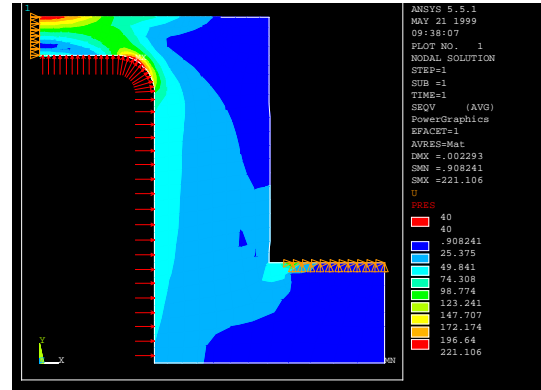 1
ANSYS 5.5.1
MAY 21 1999
09:38:07
PLOT NO. 1
NODAL SOLUTION
STEP=1
SUB =1
TIME=1
SEQV (AVG)
PowerGraphics
EFACET=1
AVRES=Mat
DMX =.002293
SMN =.908241
SMX =221.106
U
PRES
40
40
.908241
25.375
49.841
74.308
98.774
123.241
147.707
172.174
196.64
221.106
Y
X
MN